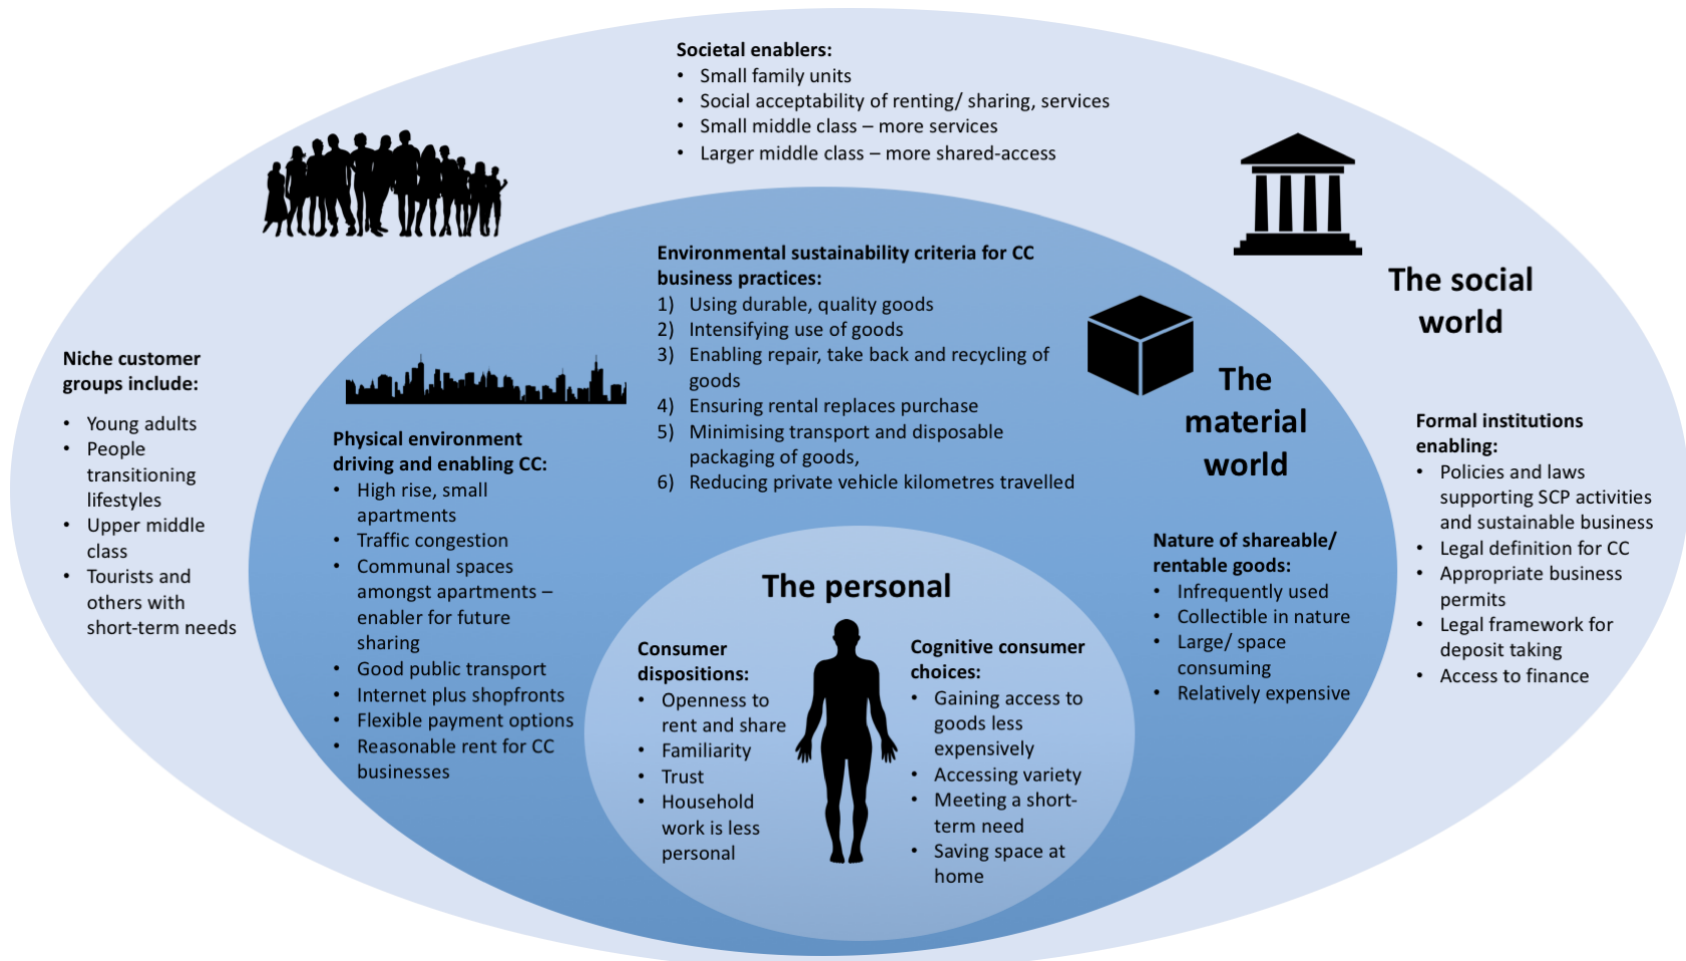 Societal enablers:
• Small family units
• Social acceptability of renting/ sharing, services
• Small middle class – more services
• Larger middle class – more shared-access
The social
world
Niche customer
groups include:
• Young adults
• People
transitioning
lifestyles
• Upper middle
class
• Tourists and
others with
short-term needs
Formal institutions
enabling:
• Policies and laws
supporting SCP activities
and sustainable business
• Legal definition for CC
• Appropriate business
permits
• Legal framework for
deposit taking
• Access to finance
Environmental sustainability criteria for CC
business practices:
1) Using durable, quality goods
2) Intensifying use of goods
3) Enabling repair, take back and recycling of
goods
4) Ensuring rental replaces purchase
5) Minimising transport and disposable
packaging of goods,
6) Reducing private vehicle kilometres travelled
The
material
world
Physical environment
driving and enabling CC:
• High rise, small
apartments
• Traffic congestion
• Communal spaces
amongst apartments –
enabler for future
sharing
• Good public transport
• Internet plus shopfronts
• Flexible payment options
• Reasonable rent for CC
businesses
Nature of shareable/
rentable goods:
• Infrequently used
• Collectible in nature
• Large/ space
consuming
• Relatively expensive
The personal
Consumer
dispositions:
• Openness to
rent and share
• Familiarity
• Trust
• Household
work is less
personal
Cognitive consumer
choices:
• Gaining access to
goods less
expensively
• Accessing variety
• Meeting a short-
term need
• Saving space at
home